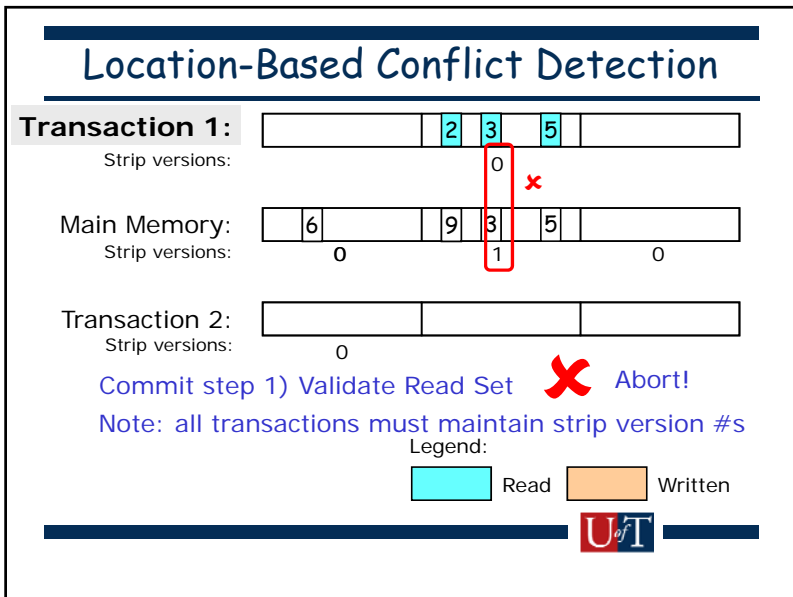 Location-Based Conflict Detection
Transaction 1: 2 3 5
Strip versions: 0
✘
Main Memory: 6 9 3 5
Strip versions: 0 1 0
Transaction 2:
Strip versions: 0
Commit step 1) Validate Read Set ✘ Abort!
Note: all transactions must maintain strip version #s
Legend:
Read Written
UofT